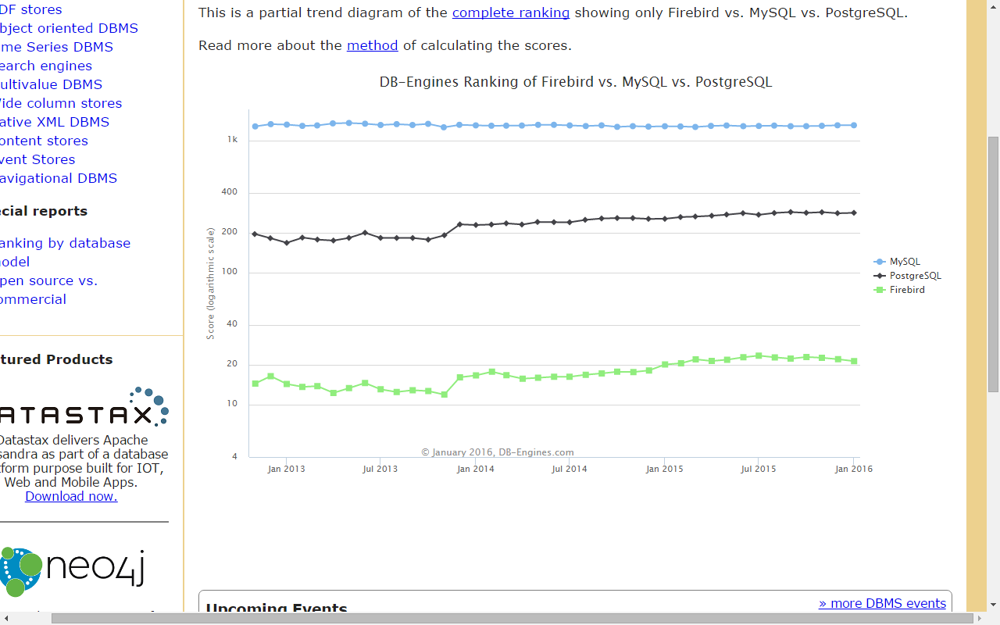 DF stores
bject oriented DBMS
me Series DBMS
earch engines
ultivalue DBMS
ide column stores
ative XML DBMS
ontent stores
vent Stores
avigational DBMS
ecial reports
anking by database
odel
pen source vs.
ommercial
tured Products
ATASTAX
Datastax delivers Apache
sandra as part of a database
tform purpose built for IOT,
Web and Mobile Apps.
Download now.
neo4j
This is a partial trend diagram of the complete ranking showing only Firebird vs. MySQL vs. PostgreSQL.
Read more about the method of calculating the scores.
DB-Engines Ranking of Firebird vs. MySQL vs. PostgreSQL
Score (logarithmic scale)
1k
400
200
100
40
20
10
4
Jan 2013
Jul 2013
Jan 2014
Jul 2014
Jan 2015
Jul 2015
Jan 2016
© January 2016, DB-Engines.com
MySQL
PostgreSQL
Firebird
» more DBMS events
Upcoming Events